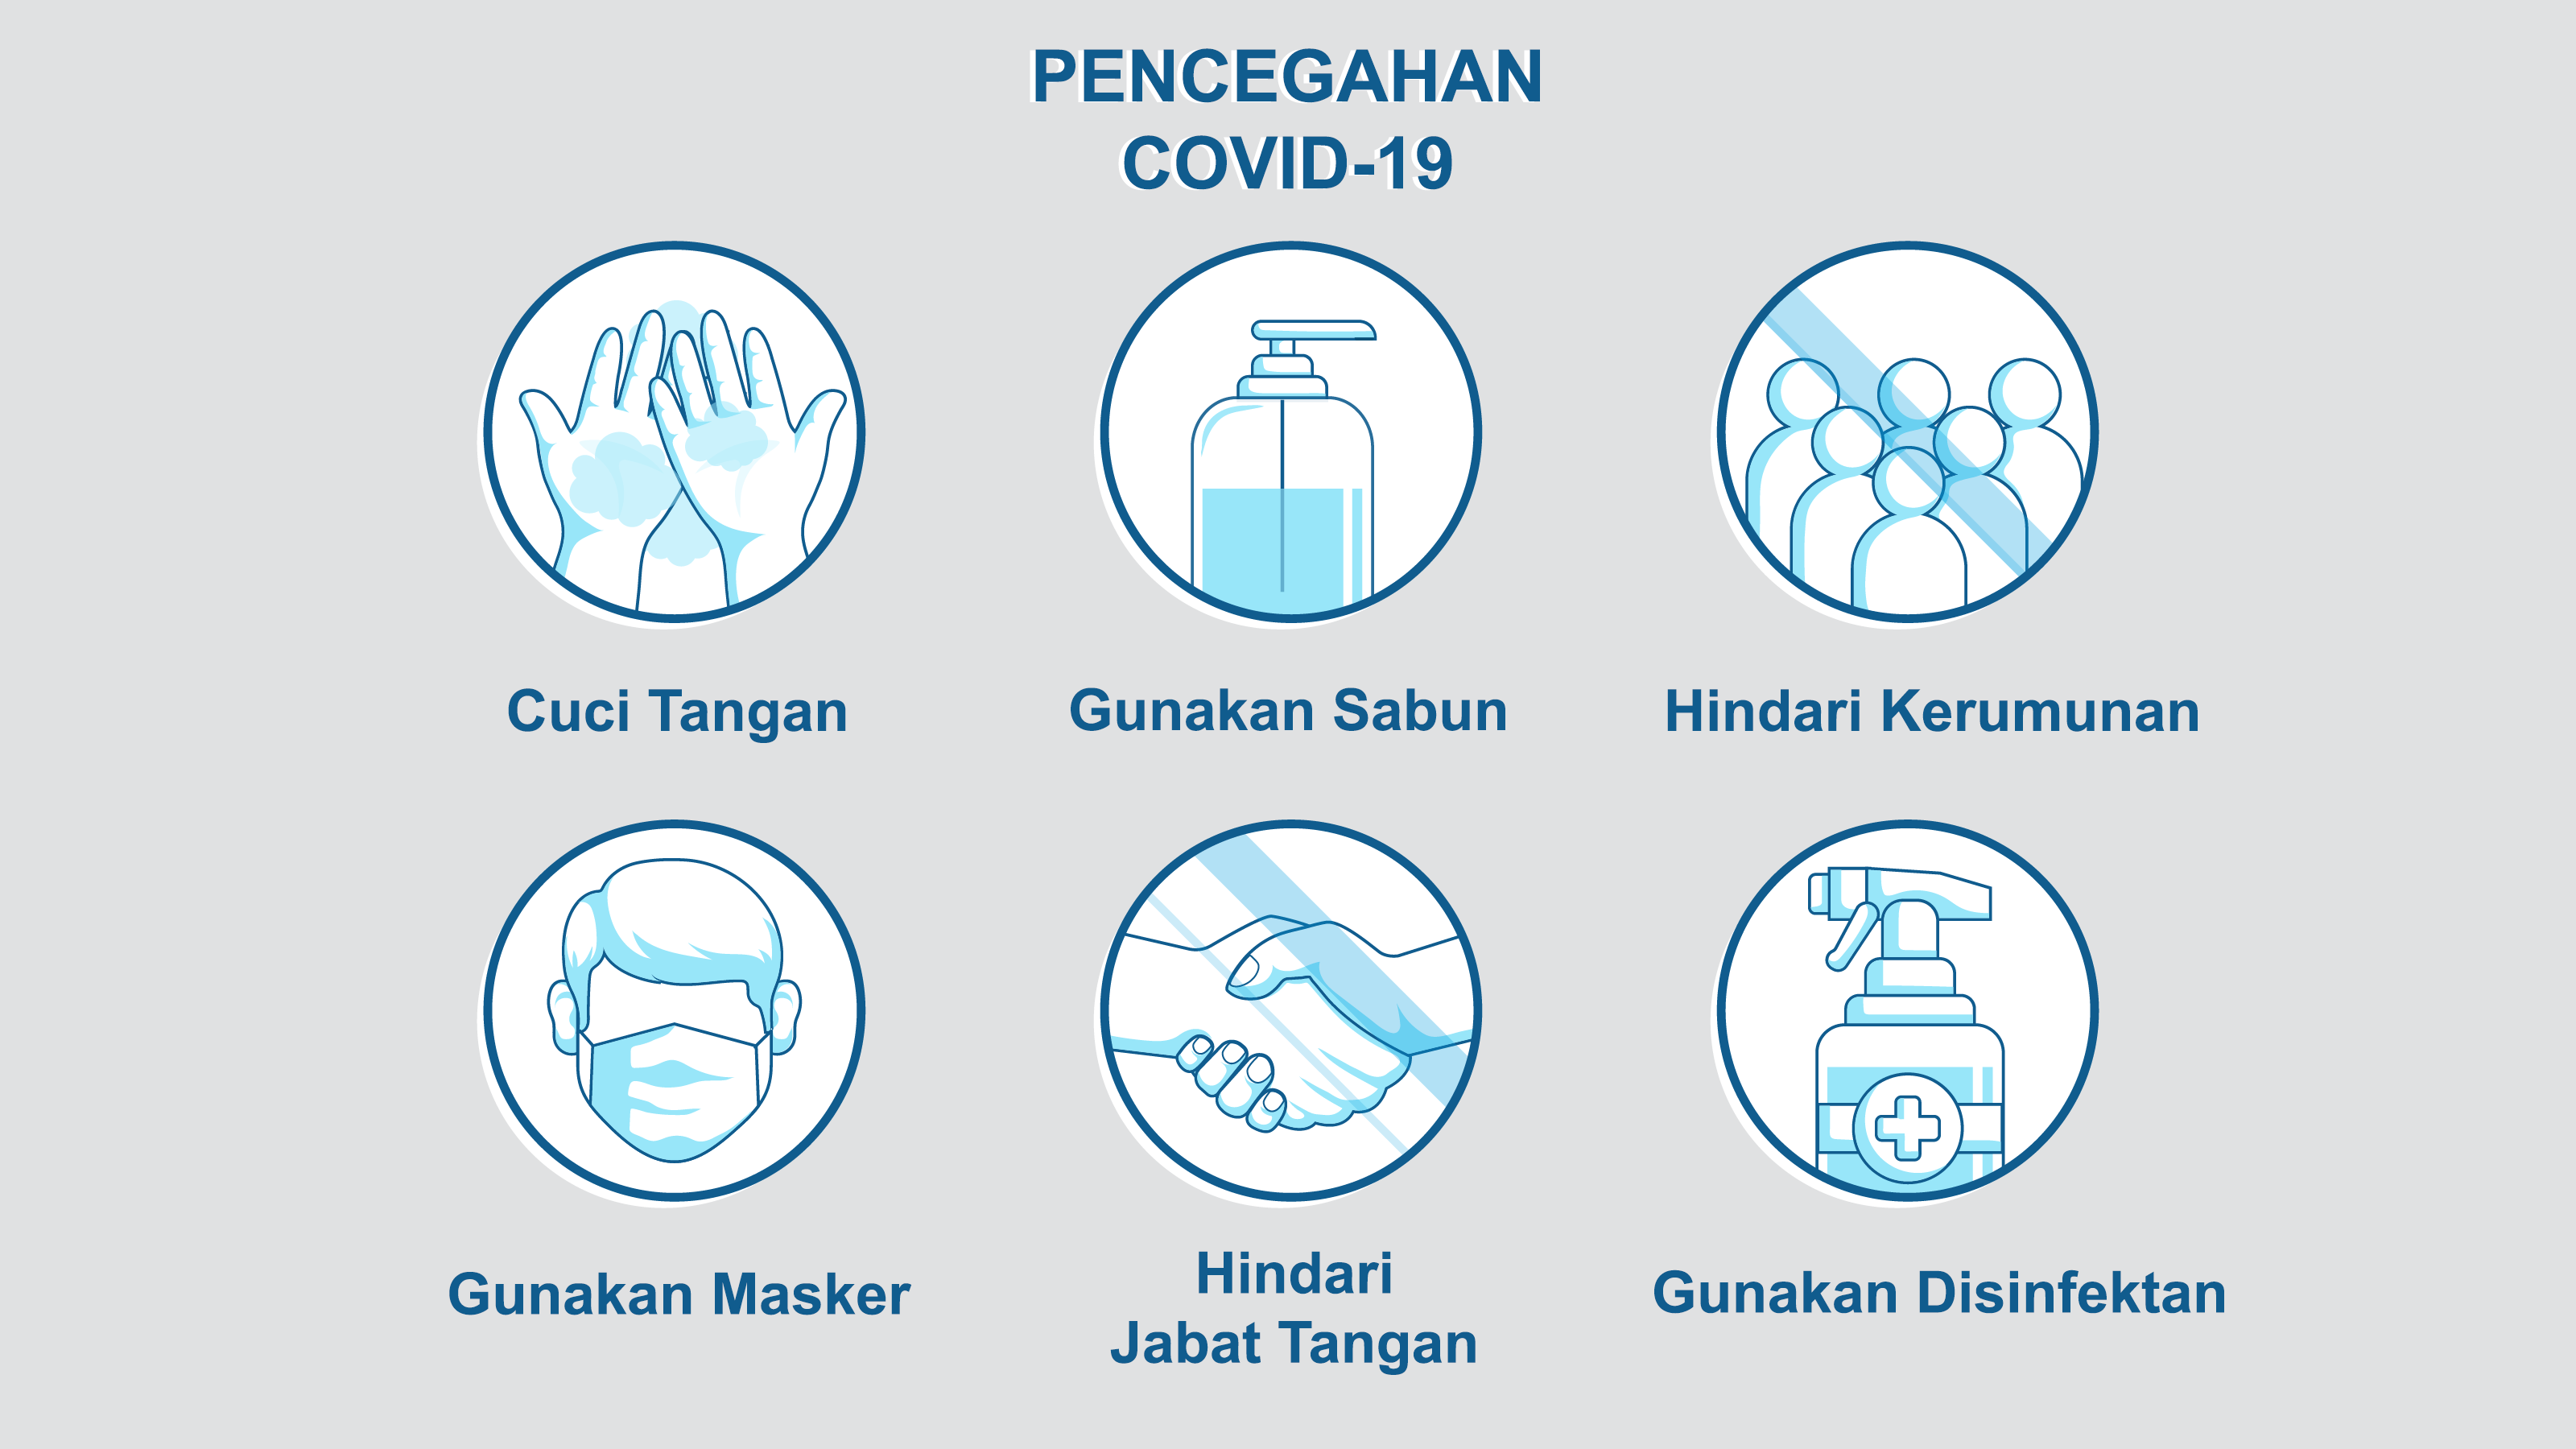 PENCEGAHAN
COVID-19
Cuci Tangan
Gunakan Sabun
Hindari Kerumunan
Gunakan Masker
Hindari
Jabat Tangan
Gunakan Disinfektan